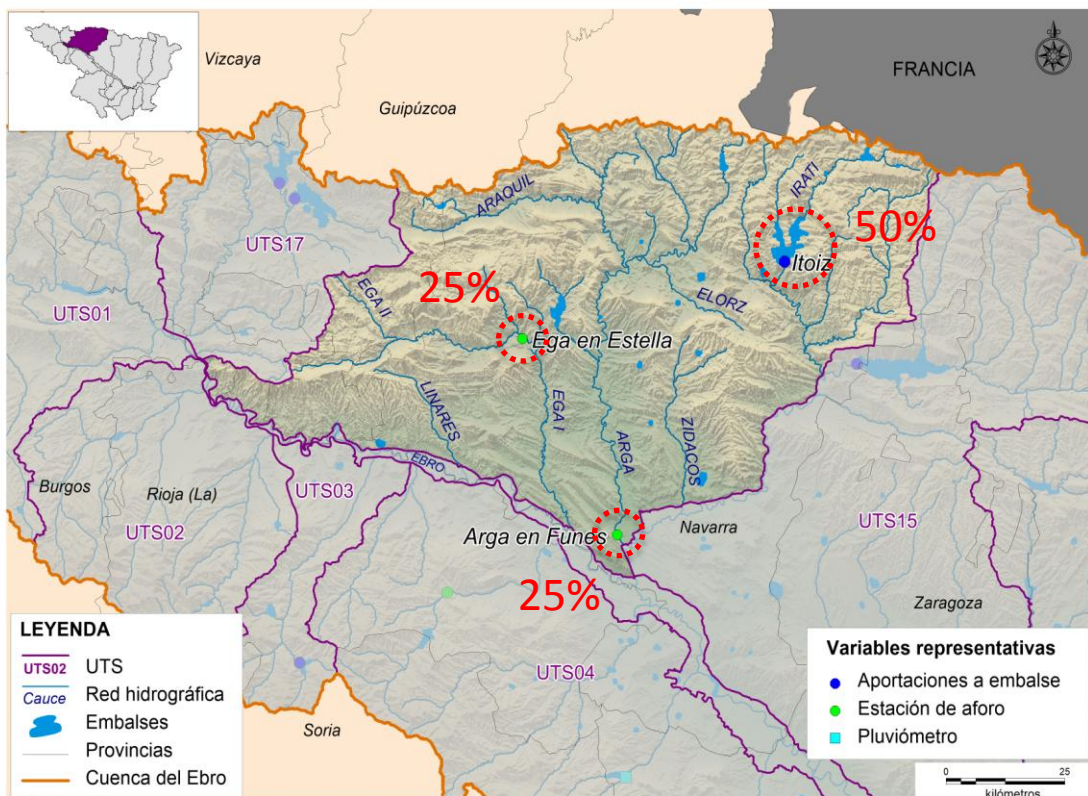 Vizcaya
FRANCIA
Guipúzcoa
ARAQUIL
IRATI
50%
UTS17
Itoiz
25%
EGA II
ELORZ
UTS01
Ega en Estella
LINARES
EGA I
ARGA
ZIDACOS
EBRO
Burgos
Rioja (La)
UTS03
UTS02
Arga en Funes
Navarra
UTS15
25%
Zaragoza
UTS04
Soria
LEYENDA
UTS02 UTS
Cauce Red hidrográfica
Embalses
Provincias
Cuenca del Ebro
Variables representativas
Aportaciones a embalse
Estación de aforo
Pluviómetro
0 25
kilómetros